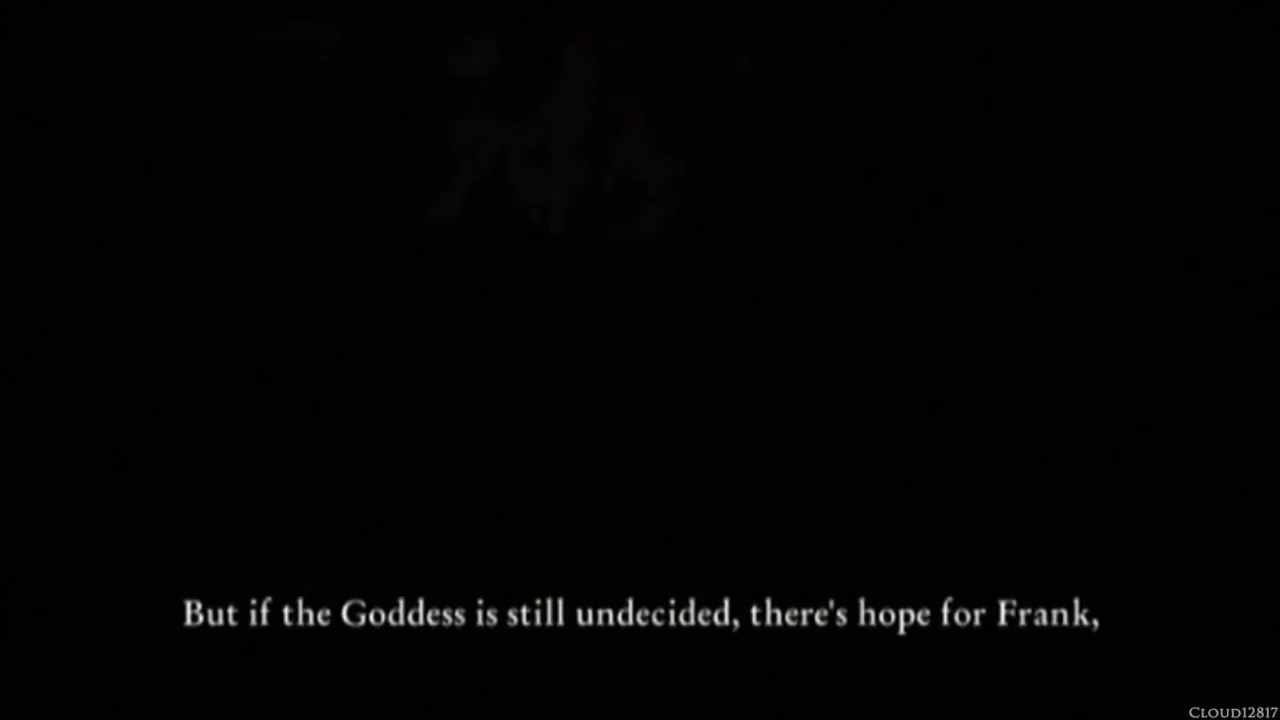 But if the Goddess is still undecided, there's hope for Frank,
Cloud12817